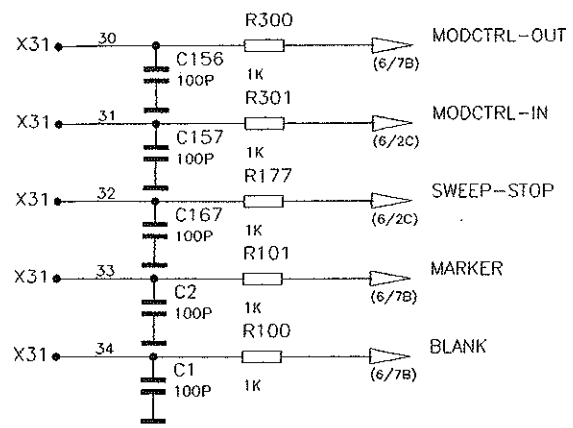 R300
MODCTRL-OUT
X31 30
C156
100P
1K
(6/7B)
R301
MODCTRL-IN
X31 31
C157
100P
1K
(6/2C)
R177
SWEEP-STOP
X31 32
C167
100P
1K
(6/2C)
R101
MARKER
X31 33
C2
100P
1K
(6/7B)
R100
BLANK
X31 34
C1
100P
1K
(6/7B)